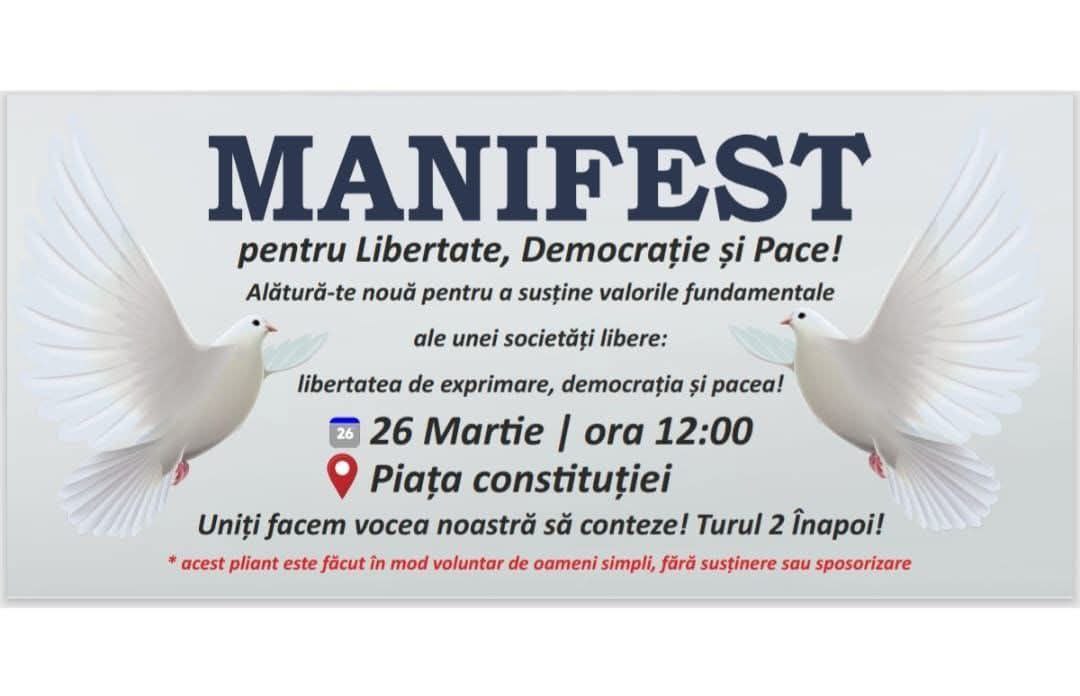 MANIFEST
pentru Libertate, Democrație și Pace!
Alătură-te nouă pentru a susține valorile fundamentale
ale unei societăți libere:
libertatea de exprimare, democrația și pacea!
26 26 Martie | ora 12:00
Piața constituției
Uniți facem vocea noastră să conteze! Turul 2 Înapoi!
* acest pliant este făcut în mod voluntar de oameni simpli, fără susținere sau sposorizare